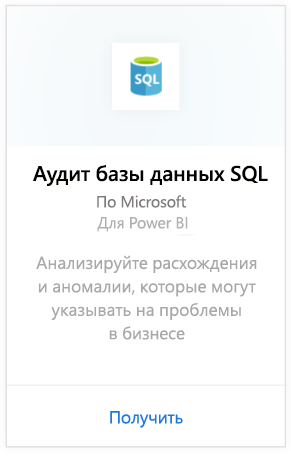 SQL
Аудит базы данных SQL
По Microsoft
Для Power BI
Анализируйте расхождения
и аномалии, которые могут
указывать на проблемы
в бизнесе
Получить